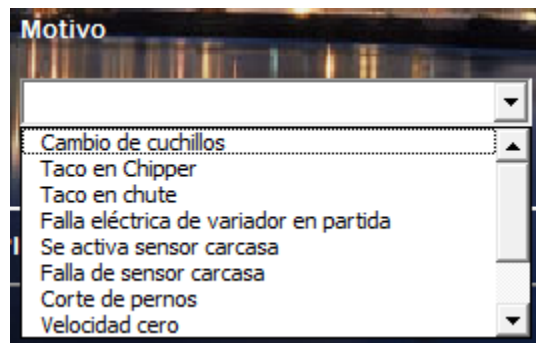 Motivo
Cambio de cuchillos
Taco en Chipper
Taco en chute
Falla eléctrica de variador en partida
Se activa sensor carcasa
Falla de sensor carcasa
Corte de pernos
Velocidad cero